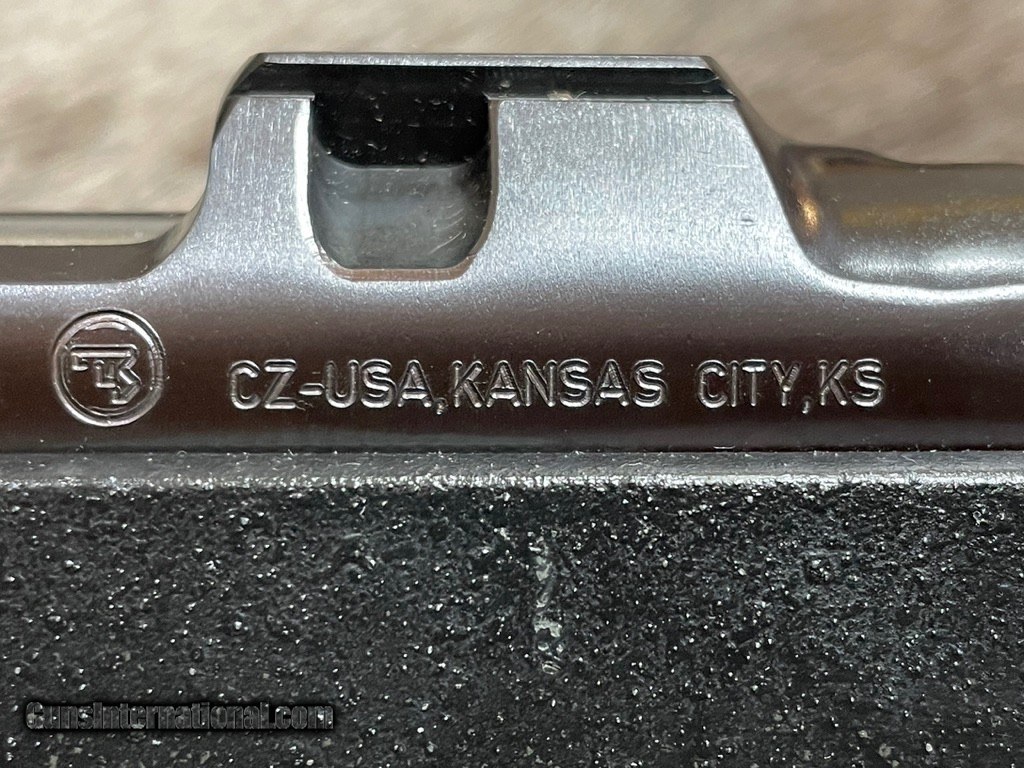 CZ-USA, KANSAS CITY, KS
GunsInternational.com